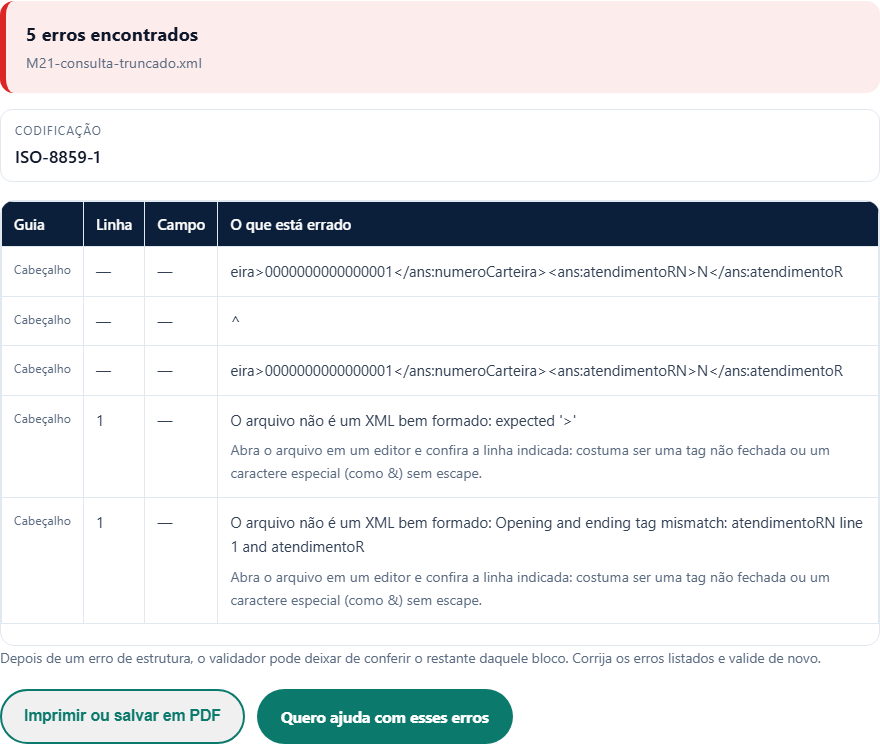 5 erros encontrados
M21-consulta-truncado.xml
CODIFICAÇÃO
ISO-8859-1
Guia Linha Campo O que está errado
Cabeçalho — — eira>0000000000000001</ans:numeroCarteira><ans:atendimentoRN>N</ans:atendimentoR
Cabeçalho — — ^
Cabeçalho — — eira>0000000000000001</ans:numeroCarteira><ans:atendimentoRN>N</ans:atendimentoR
Cabeçalho 1 — O arquivo não é um XML bem formado: expected '>'
Abra o arquivo em um editor e confira a linha indicada: costuma ser uma tag não fechada ou um
caractere especial (como &) sem escape.
Cabeçalho 1 — O arquivo não é um XML bem formado: Opening and ending tag mismatch: atendimentoRN line
1 and atendimentoR
Abra o arquivo em um editor e confira a linha indicada: costuma ser uma tag não fechada ou um
caractere especial (como &) sem escape.
Depois de um erro de estrutura, o validador pode deixar de conferir o restante daquele bloco. Corrija os erros listados e valide de novo.
Imprimir ou salvar em PDF Quero ajuda com esses erros